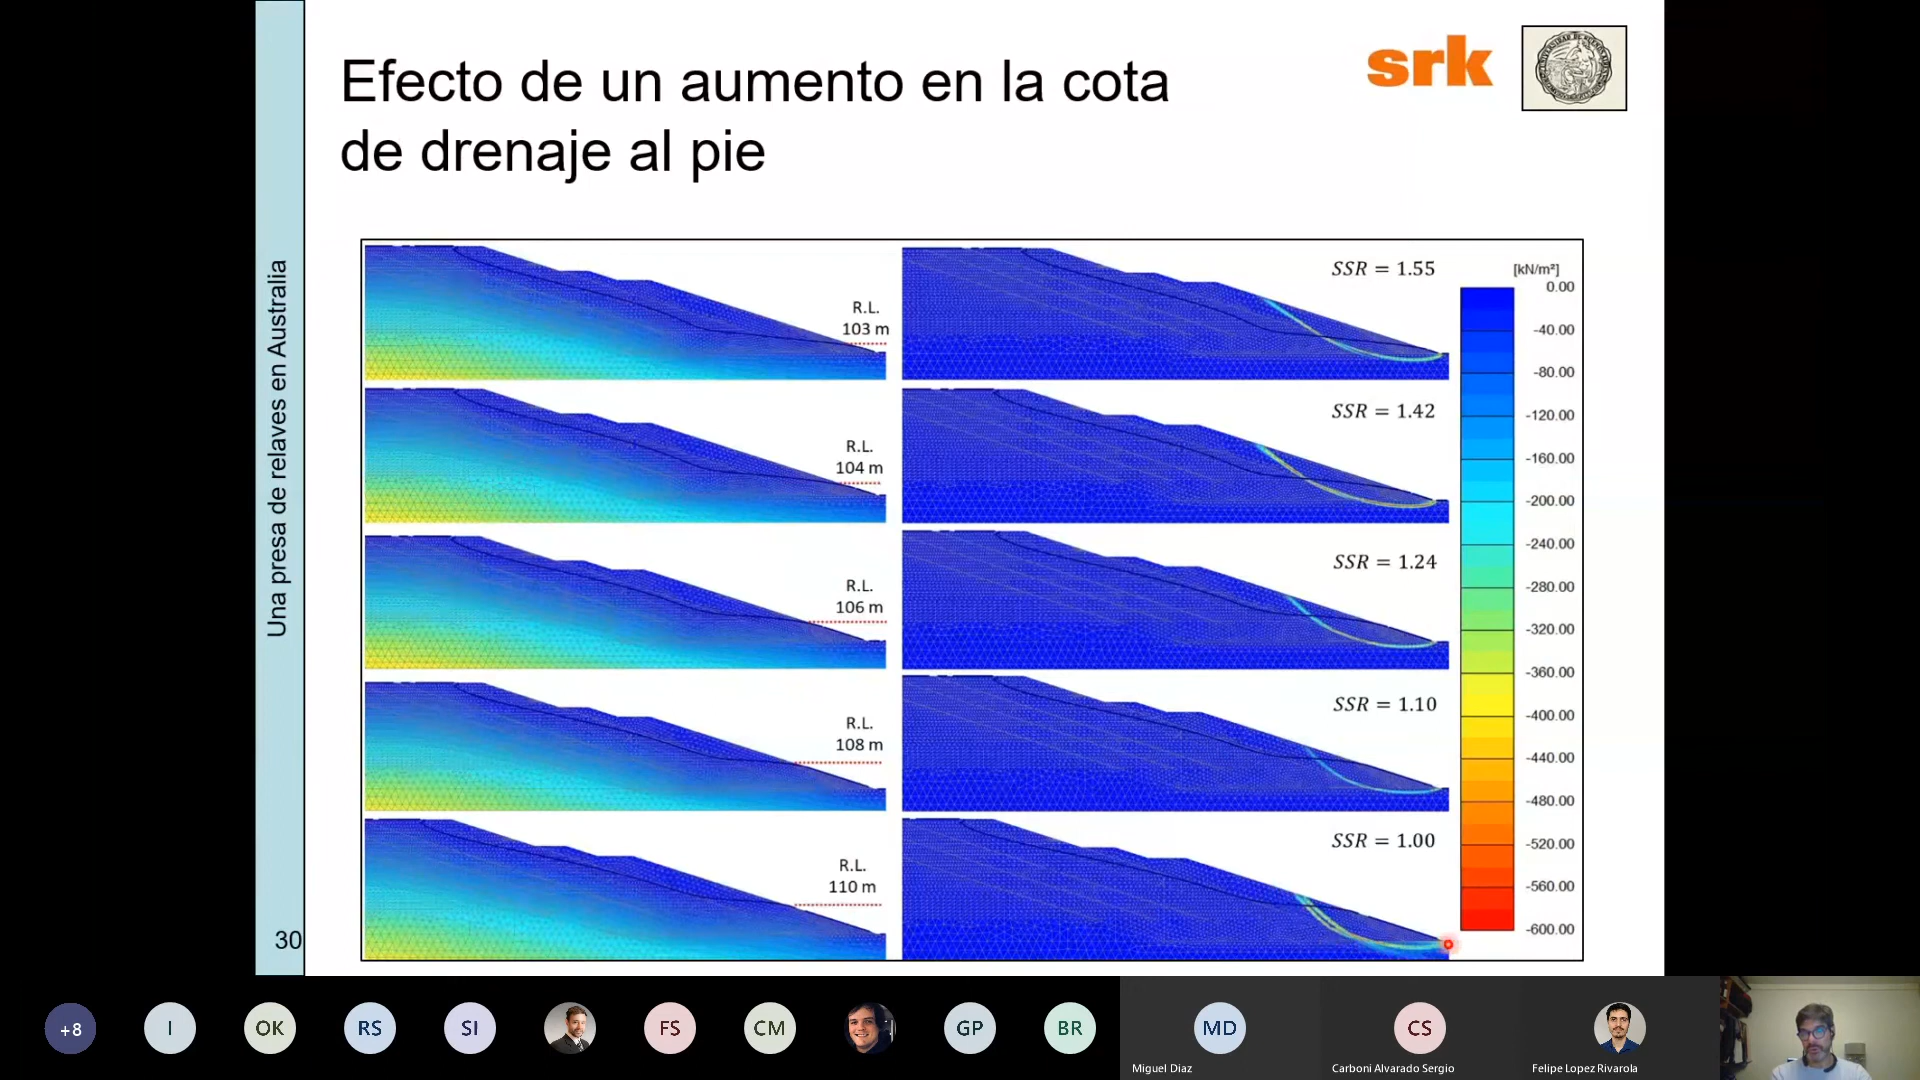 Efecto de un aumento en la cota
de drenaje al pie
srk
Una presa de relaves en Australia
30
R.L.
103 m
SSR = 1.55
R.L.
104 m
SSR = 1.42
R.L.
106 m
SSR = 1.24
R.L.
108 m
SSR = 1.10
R.L.
110 m
SSR = 1.00
[kN/m²]
0.00
-40.00
-80.00
-120.00
-160.00
-200.00
-240.00
-280.00
-320.00
-360.00
-400.00
-440.00
-480.00
-520.00
-560.00
-600.00
+8
I
OK
RS
SI
FS
CM
GP
BR
MD
Miguel Diaz
CS
Carboni Alvarado Sergio
Felipe Lopez Rivarola